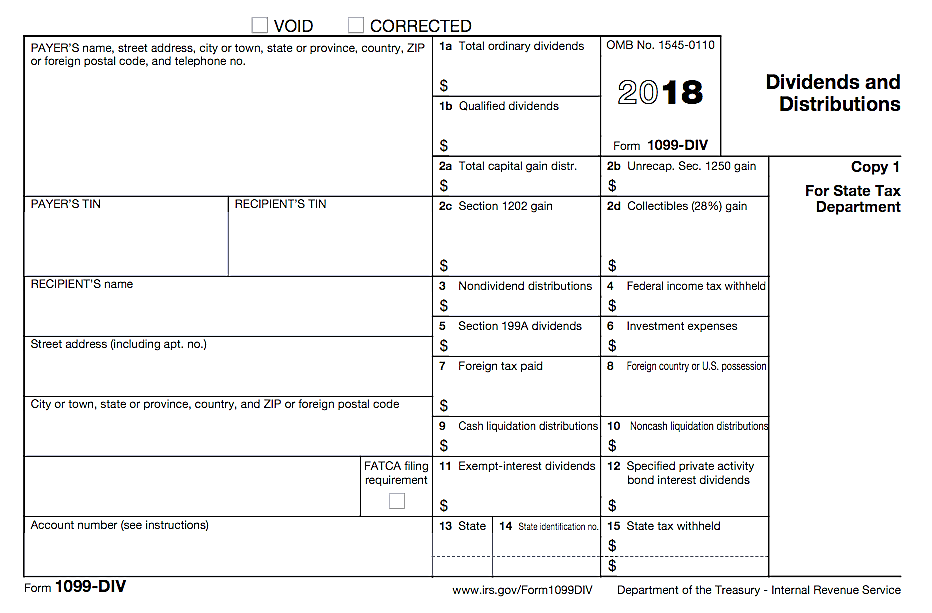 VOID CORRECTED
PAYER'S name, street address, city or town, state or province, country, ZIP
or foreign postal code, and telephone no.
1a Total ordinary dividends
$
1b Qualified dividends
$
OMB No. 1545-0110
2018
Form 1099-DIV
Dividends and
Distributions
2a Total capital gain distr.
$
2b Unrecap. Sec. 1250 gain
$
Copy 1
For State Tax
Department
PAYER'S TIN
RECIPIENT'S TIN
2c Section 1202 gain
$
2d Collectibles (28%) gain
$
RECIPIENT'S name
3 Nondividend distributions
$
4 Federal income tax withheld
$
5 Section 199A dividends
$
6 Investment expenses
$
Street address (including apt. no.)
7 Foreign tax paid
$
8 Foreign country or U.S. possession
City or town, state or province, country, and ZIP or foreign postal code
9 Cash liquidation distributions
$
10 Noncash liquidation distributions
$
FATCA filing
requirement
11 Exempt-interest dividends
$
12 Specified private activity
bond interest dividends
$
Account number (see instructions)
13 State
14 State identification no.
15 State tax withheld
$
$
Form 1099-DIV
www.irs.gov/Form1099DIV
Department of the Treasury - Internal Revenue Service